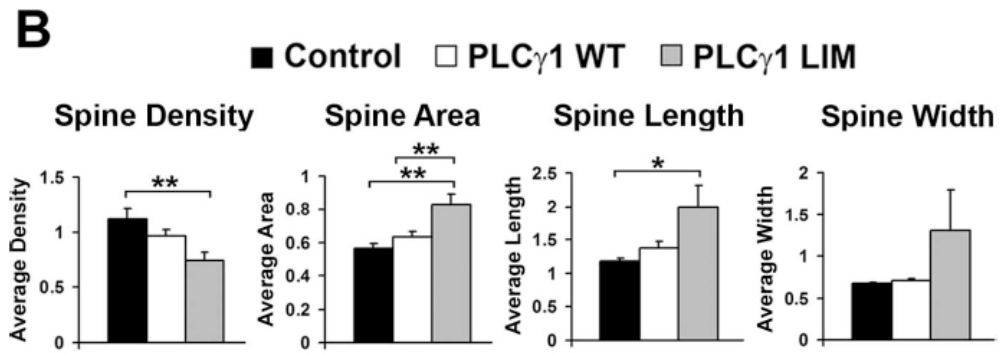 B
Control PLCγ1 WT PLCγ1 LIM
Spine Density
Average Density
1.5
1
0.5
0
**
Spine Area
Average Area
1
0.8
0.6
0.4
0.2
0
**
**
Spine Length
Average Length
2.5
2
1.5
1
0.5
0
*
Spine Width
Average Width
2
1.5
1
0.5
0